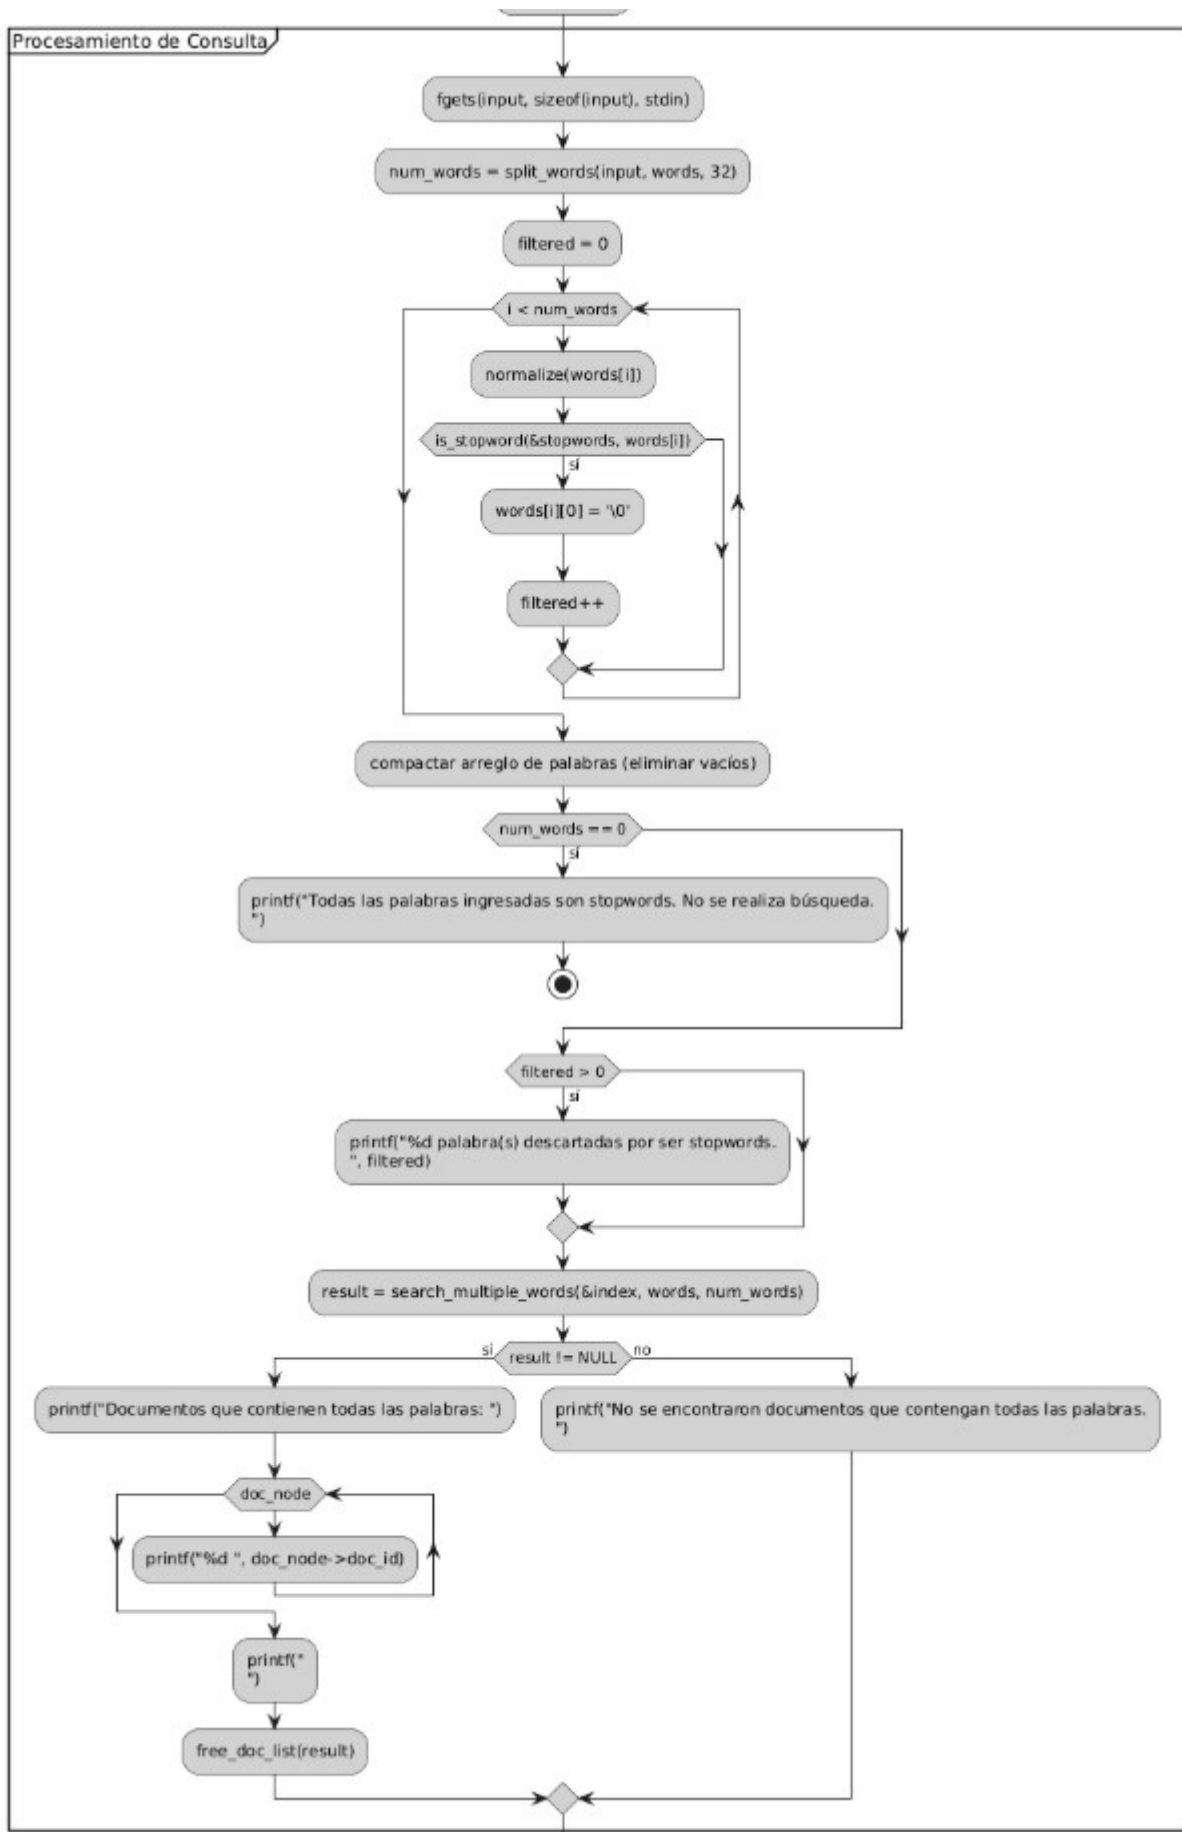 Procesamiento de Consulta
fgets(input, sizeof(input), stdin)
num_words = split_words(input, words, 32)
filtered = 0
i < num_words
normalize(words[i])
is_stopword(&stopwords, words[i])
sí
words[i][0] = '\0'
filtered++
compactar arreglo de palabras (eliminar vacíos)
num_words == 0
sí
printf("Todas las palabras ingresadas son stopwords. No se realiza búsqueda.
")
filtered > 0
sí
printf("%d palabra(s) descartadas por ser stopwords.
", filtered)
result = search_multiple_words(&index, words, num_words)
sí
result != NULL
no
printf("Documentos que contienen todas las palabras: ")
printf("No se encontraron documentos que contengan todas las palabras.
")
doc_node
printf("%d ", doc_node->doc_id)
printf("
")
free_doc_list(result)